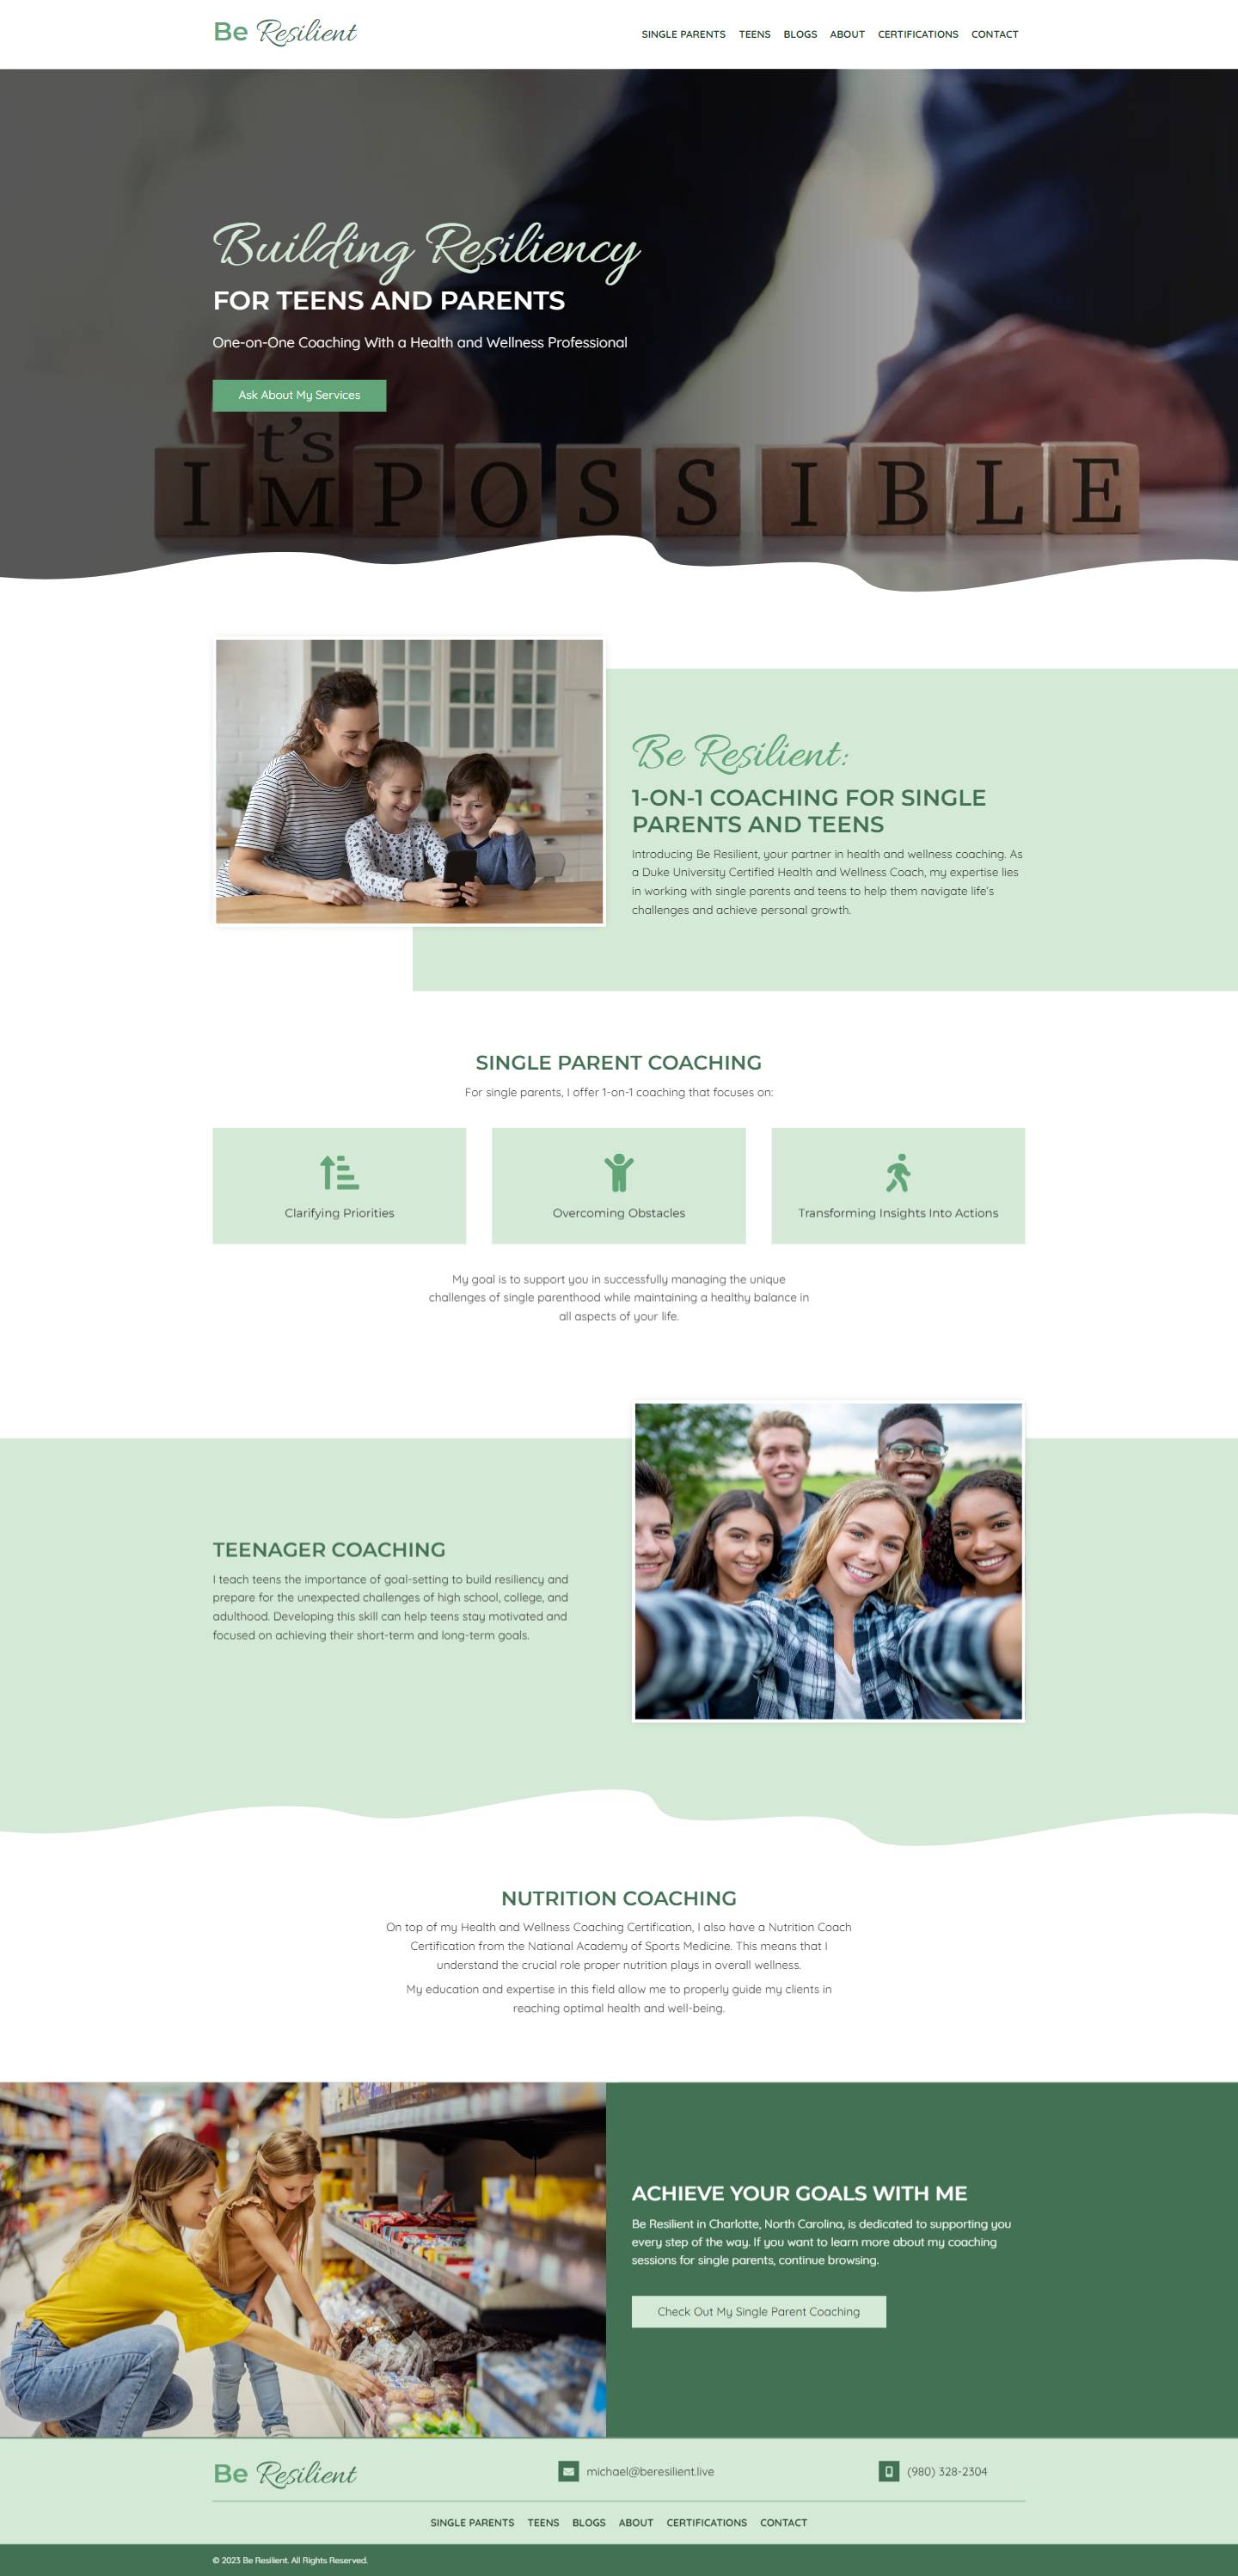 Be Resilient
SINGLE PARENTS TEENS BLOGS ABOUT CERTIFICATIONS CONTACT
Building Resiliency
FOR TEENS AND PARENTS
One-on-One Coaching With a Health and Wellness Professional
Ask About My Services
t's
I M P O S S I B L E
Be Resilient:
1-ON-1 COACHING FOR SINGLE
PARENTS AND TEENS
Introducing Be Resilient, your partner in health and wellness coaching. As
a Duke University Certified Health and Wellness Coach, my expertise lies
in working with single parents and teens to help them navigate life's
challenges and achieve personal growth.
SINGLE PARENT COACHING
For single parents, I offer 1-on-1 coaching that focuses on:
Clarifying Priorities
Overcoming Obstacles
Transforming Insights Into Actions
My goal is to support you in successfully managing the unique
challenges of single parenthood while maintaining a healthy balance in
all aspects of your life.
TEENAGER COACHING
I teach teens the importance of goal-setting to build resiliency and
prepare for the unexpected challenges of high school, college, and
adulthood. Developing this skill can help teens stay motivated and
focused on achieving their short-term and long-term goals.
NUTRITION COACHING
On top of my Health and Wellness Coaching Certification, I also have a Nutrition Coach
Certification from the National Academy of Sports Medicine. This means that I
understand the crucial role proper nutrition plays in overall wellness.
My education and expertise in this field allow me to properly guide my clients in
reaching optimal health and well-being.
ACHIEVE YOUR GOALS WITH ME
Be Resilient in Charlotte, North Carolina, is dedicated to supporting you
every step of the way. If you want to learn more about my coaching
sessions for single parents, continue browsing.
Check Out My Single Parent Coaching
Be Resilient
michael@beresilient.live
(980) 328-2304
SINGLE PARENTS TEENS BLOGS ABOUT CERTIFICATIONS CONTACT
© 2023 Be Resilient. All Rights Reserved.